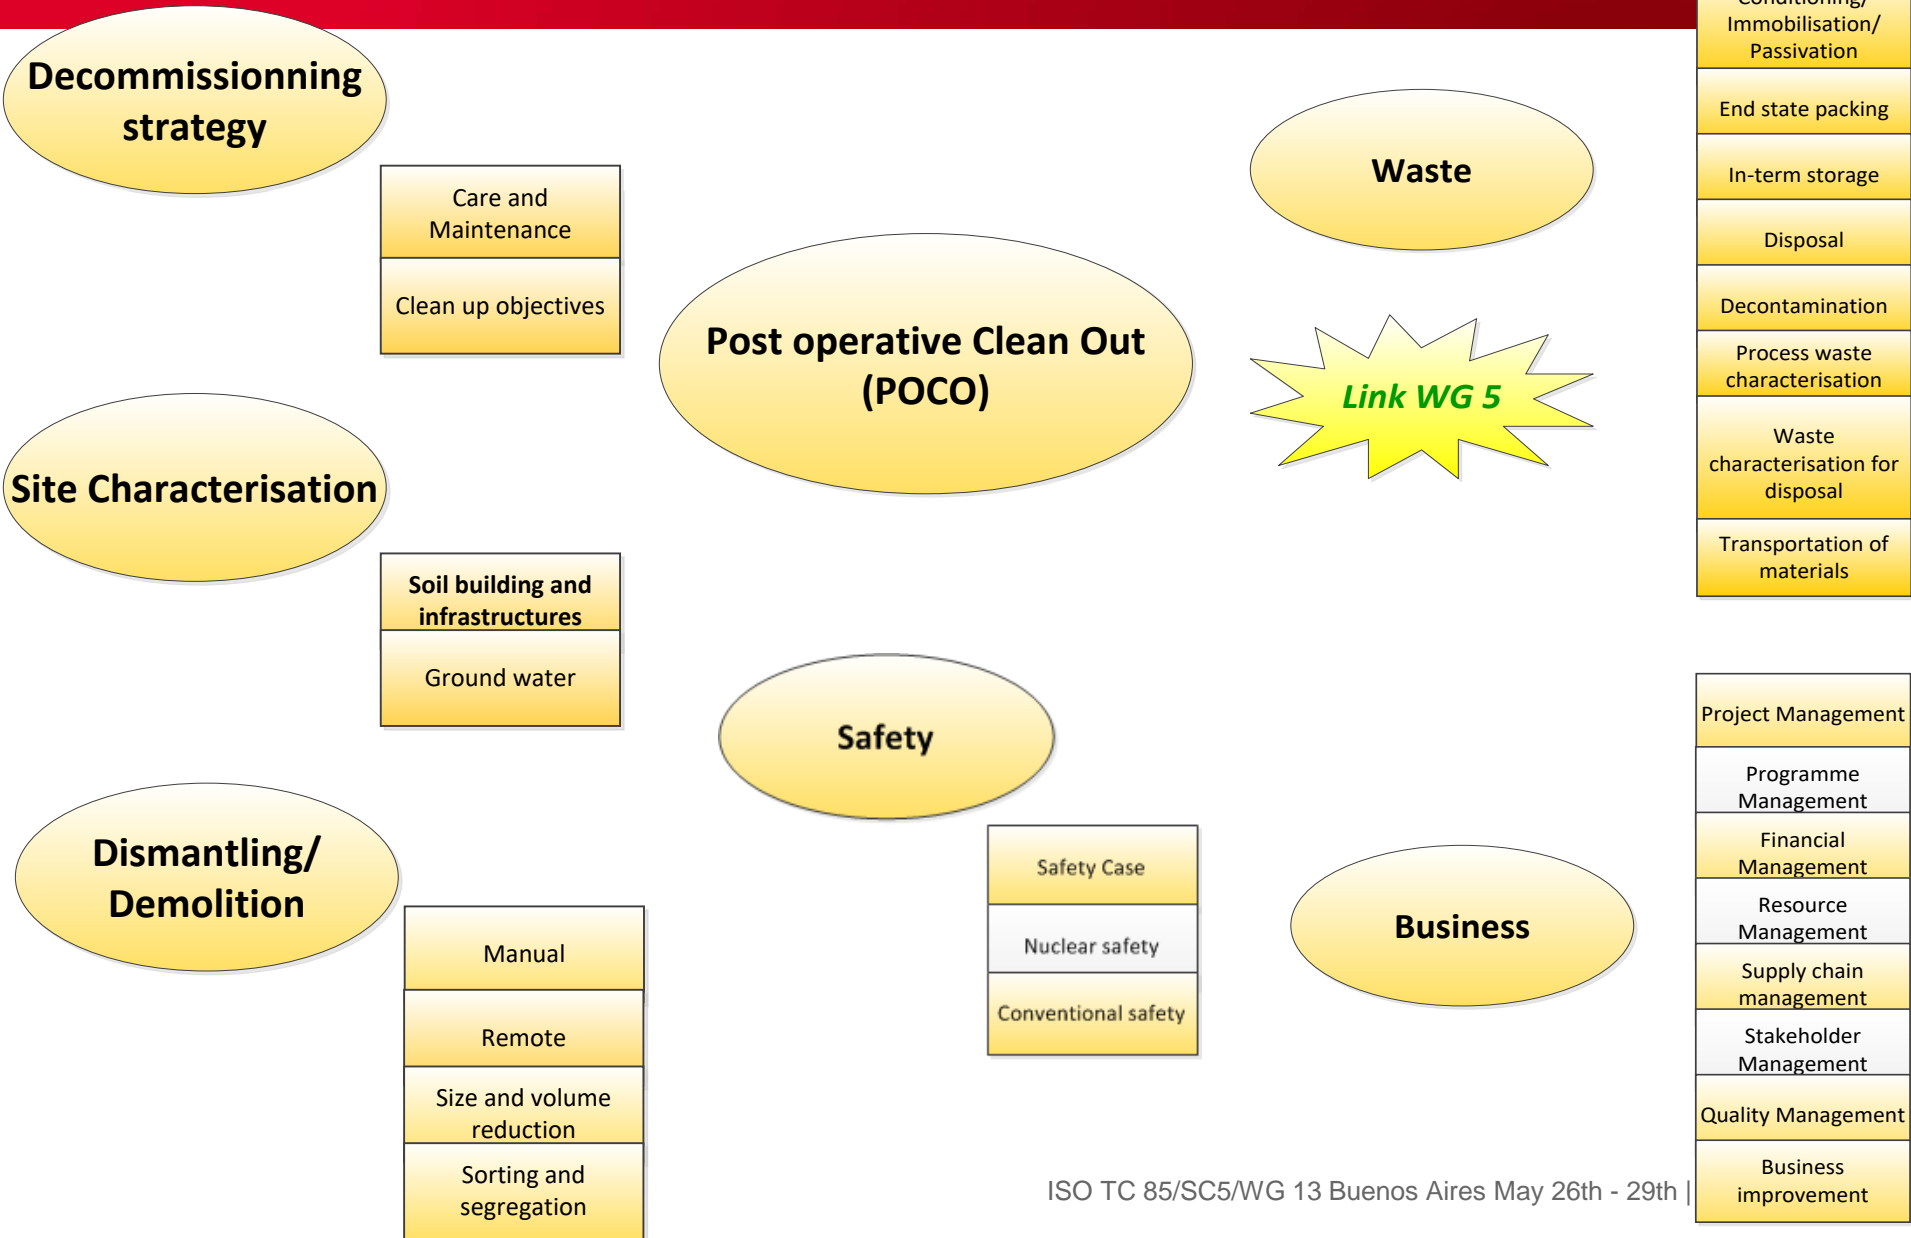 Decommissionning
strategy
Care and
Maintenance
Clean up objectives
Site Characterisation
Soil building and
infrastructures
Ground water
Dismantling/
Demolition
Manual
Remote
Size and volume
reduction
Sorting and
segregation
Post operative Clean Out
(POCO)
Safety
Safety Case
Nuclear safety
Conventional safety
Waste
Link WG 5
Conditioning/
Immobilisation/
Passivation
End state packing
In-term storage
Disposal
Decontamination
Process waste
characterisation
Waste
characterisation for
disposal
Transportation of
materials
Business
Project Management
Programme
Management
Financial
Management
Resource
Management
Supply chain
management
Stakeholder
Management
Quality Management
Business
improvement
ISO TC 85/SC5/WG 13 Buenos Aires May 26th - 29th |